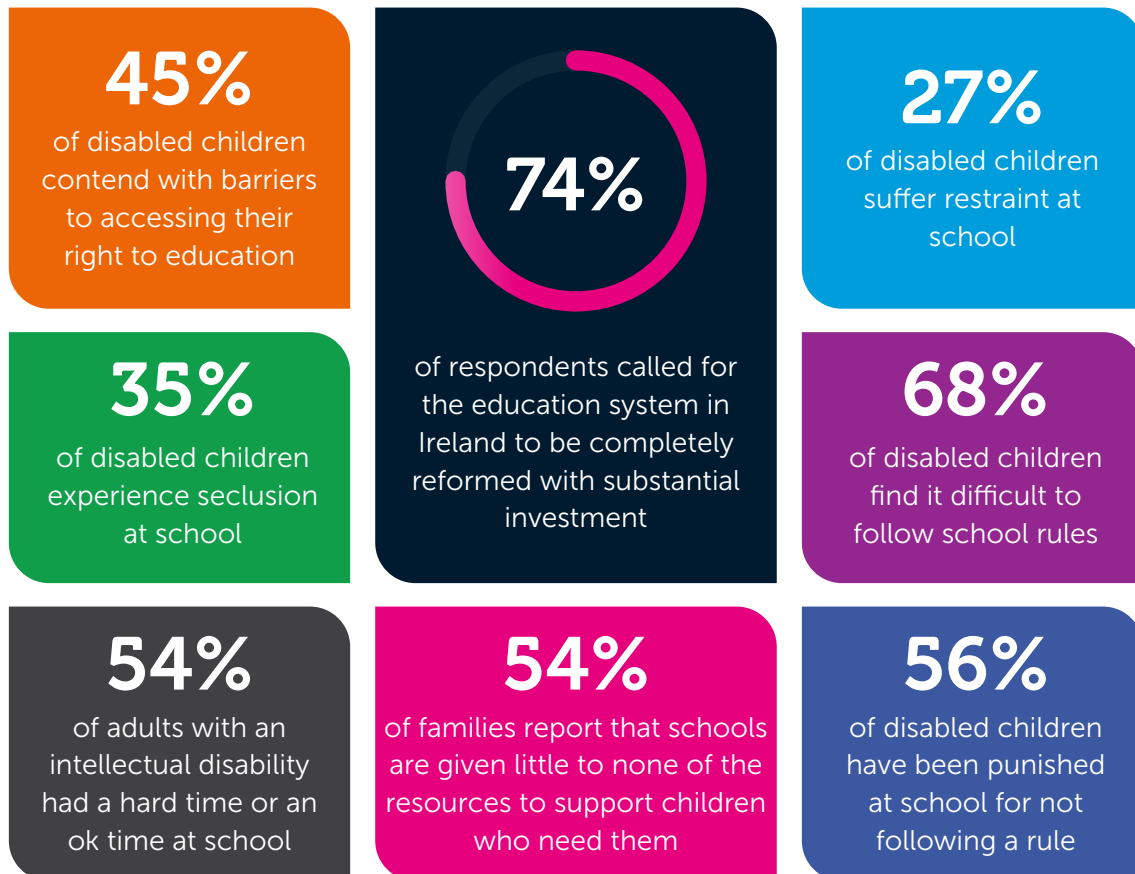 45%
of disabled children
contend with barriers
to accessing their
right to education
74%
of respondents called for
the education system in
Ireland to be completely
reformed with substantial
investment
27%
of disabled children
suffer restraint at
school
35%
of disabled children
experience seclusion
at school
68%
of disabled children
find it difficult to
follow school rules
54%
of adults with an
intellectual disability
had a hard time or an
ok time at school
54%
of families report that schools
are given little to none of the
resources to support children
who need them
56%
of disabled children
have been punished
at school for not
following a rule